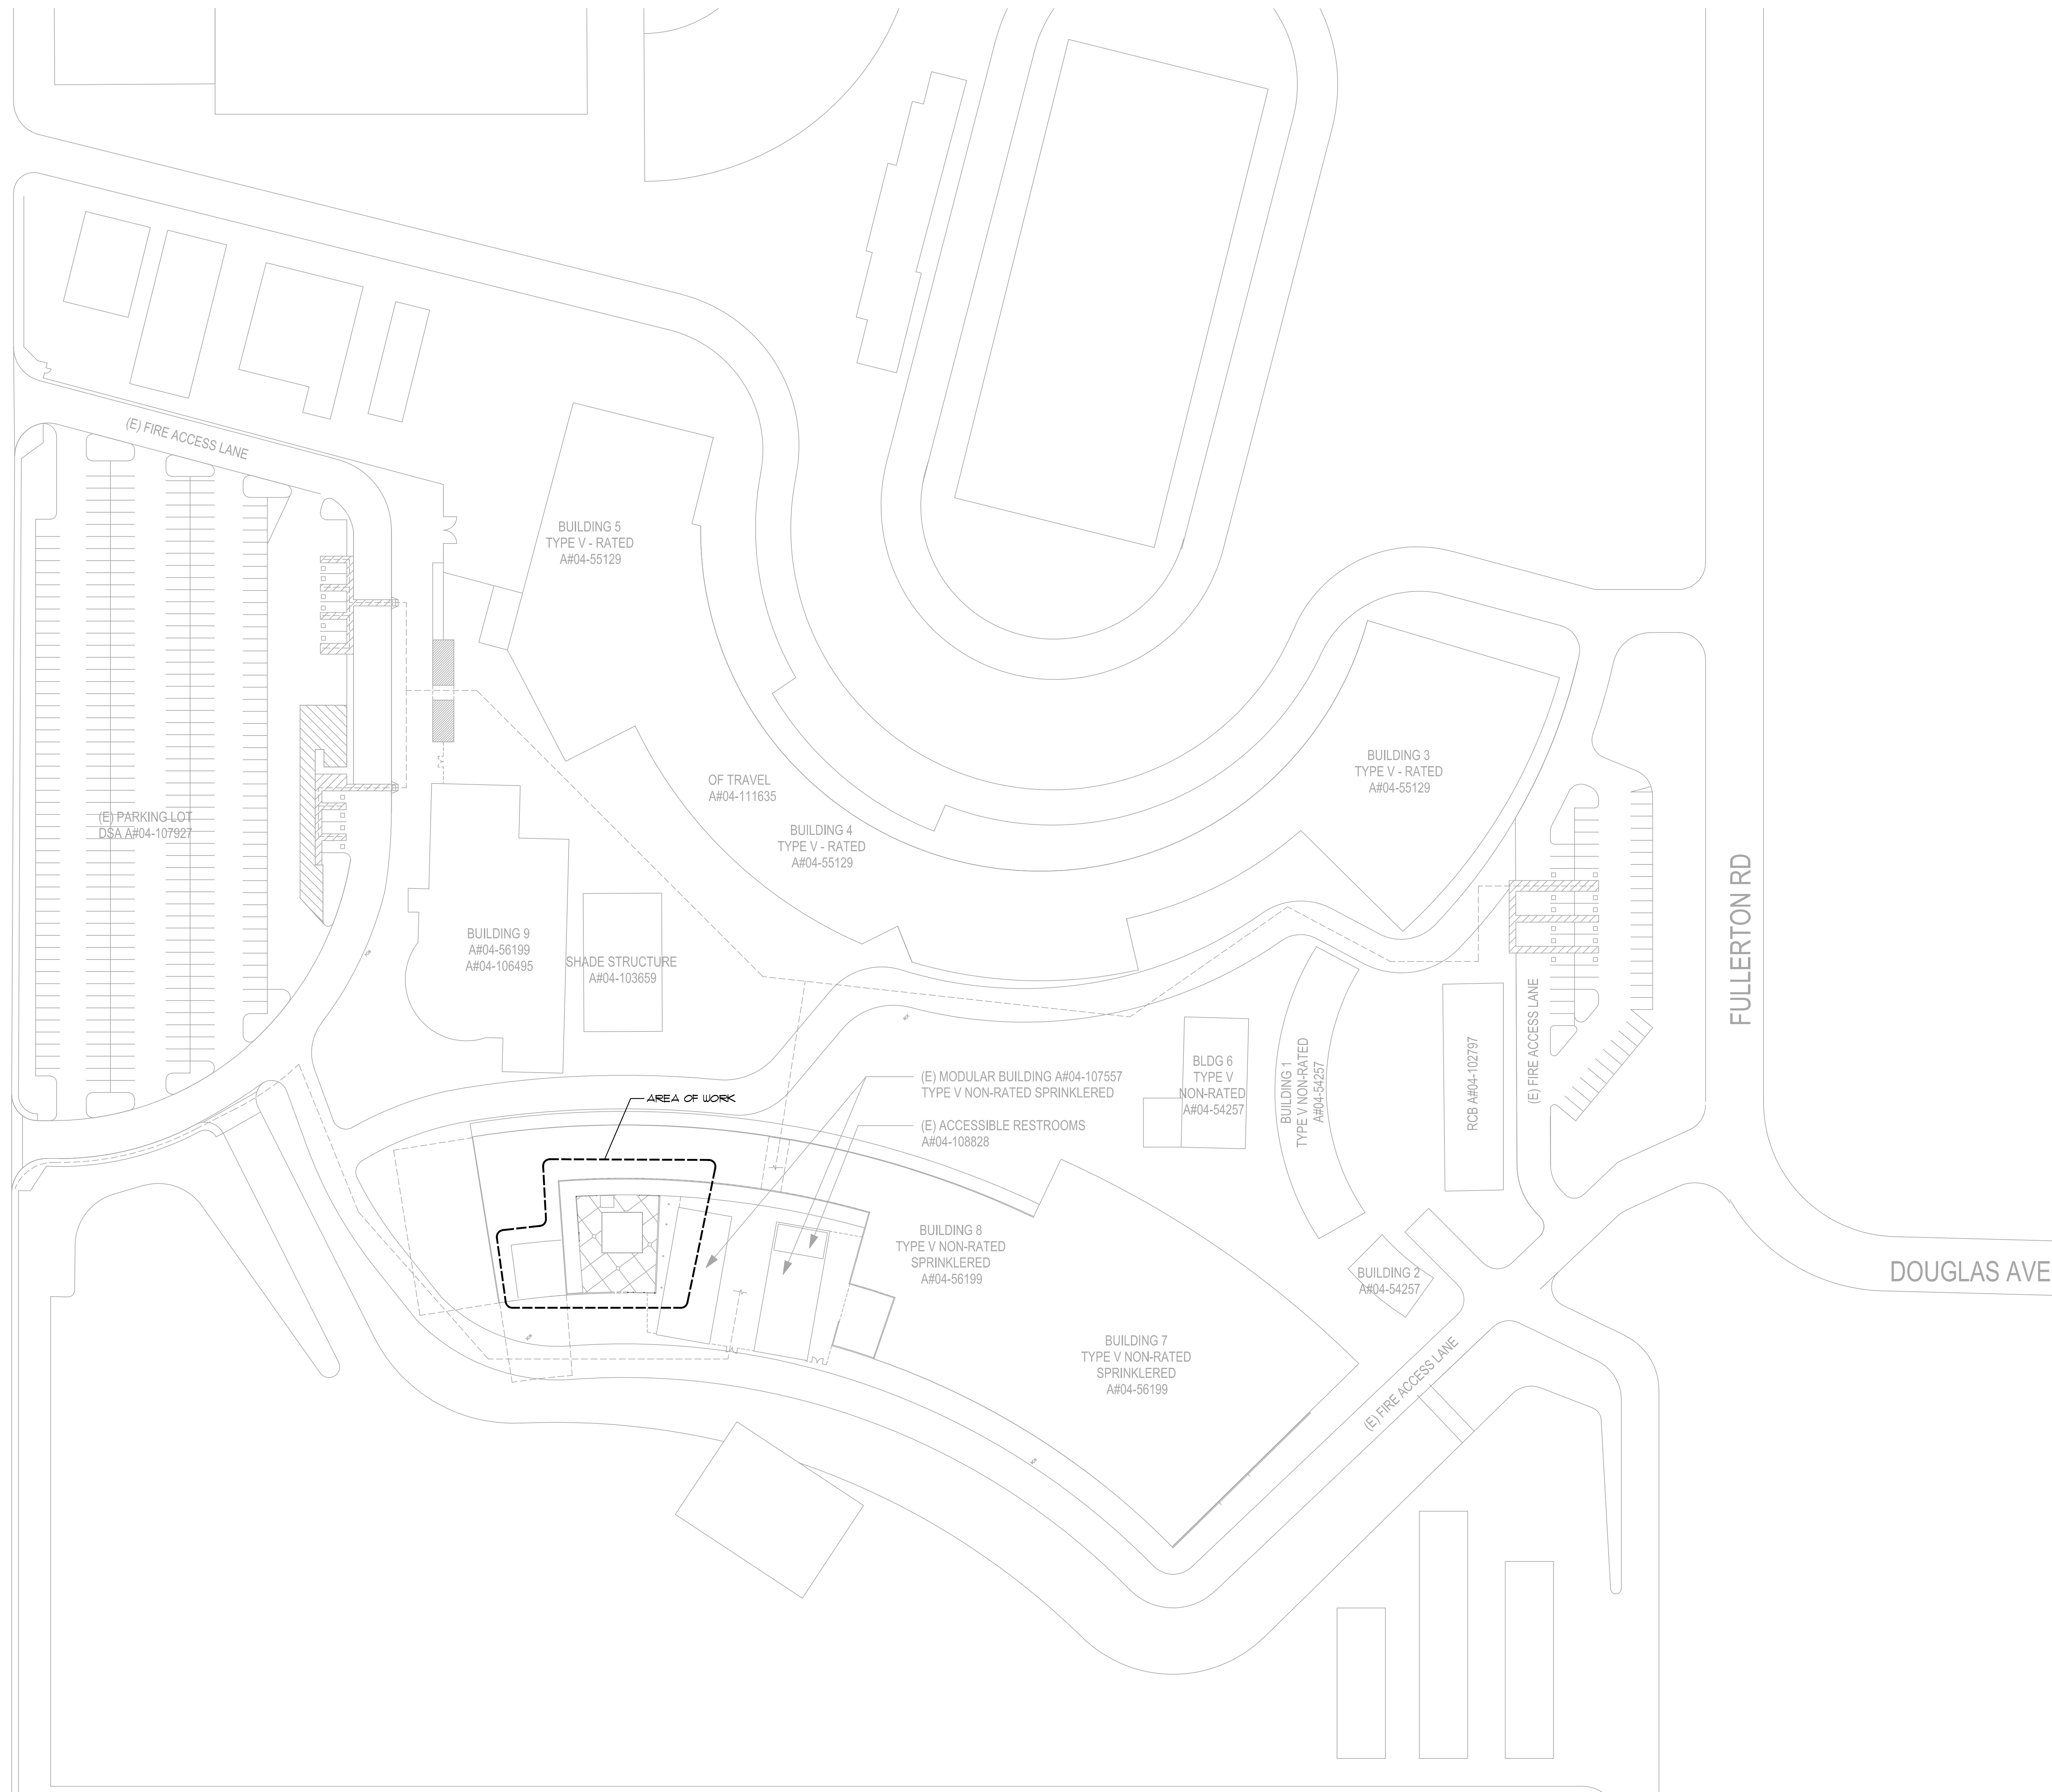 (E) FIRE ACCESS LANE
BUILDING 5
TYPE V - RATED
A#04-55129
BUILDING 3
TYPE V - RATED
A#04-55129
OF TRAVEL
A#04-111635
(E) PARKING LOT
DSA A#04-107927
BUILDING 4
TYPE V - RATED
A#04-55129
FULLERTON RD
BUILDING 9
A#04-56199
A#04-106495
SHADE STRUCTURE
A#04-103659
(E) FIRE ACCESS LANE
RCB A#04-102797
BUILDING 1
TYPE V NON-RATED
A#04-54257
BLDG 6
TYPE V
NON-RATED
A#04-54257
(E) MODULAR BUILDING A#04-107557
TYPE V NON-RATED SPRINKLERED
AREA OF WORK
(E) ACCESSIBLE RESTROOMS
A#04-108828
BUILDING 8
TYPE V NON-RATED
SPRINKLERED
A#04-56199
BUILDING 2
A#04-54257
DOUGLAS AVE
BUILDING 7
TYPE V NON-RATED
SPRINKLERED
A#04-56199
(E) FIRE ACCESS LANE